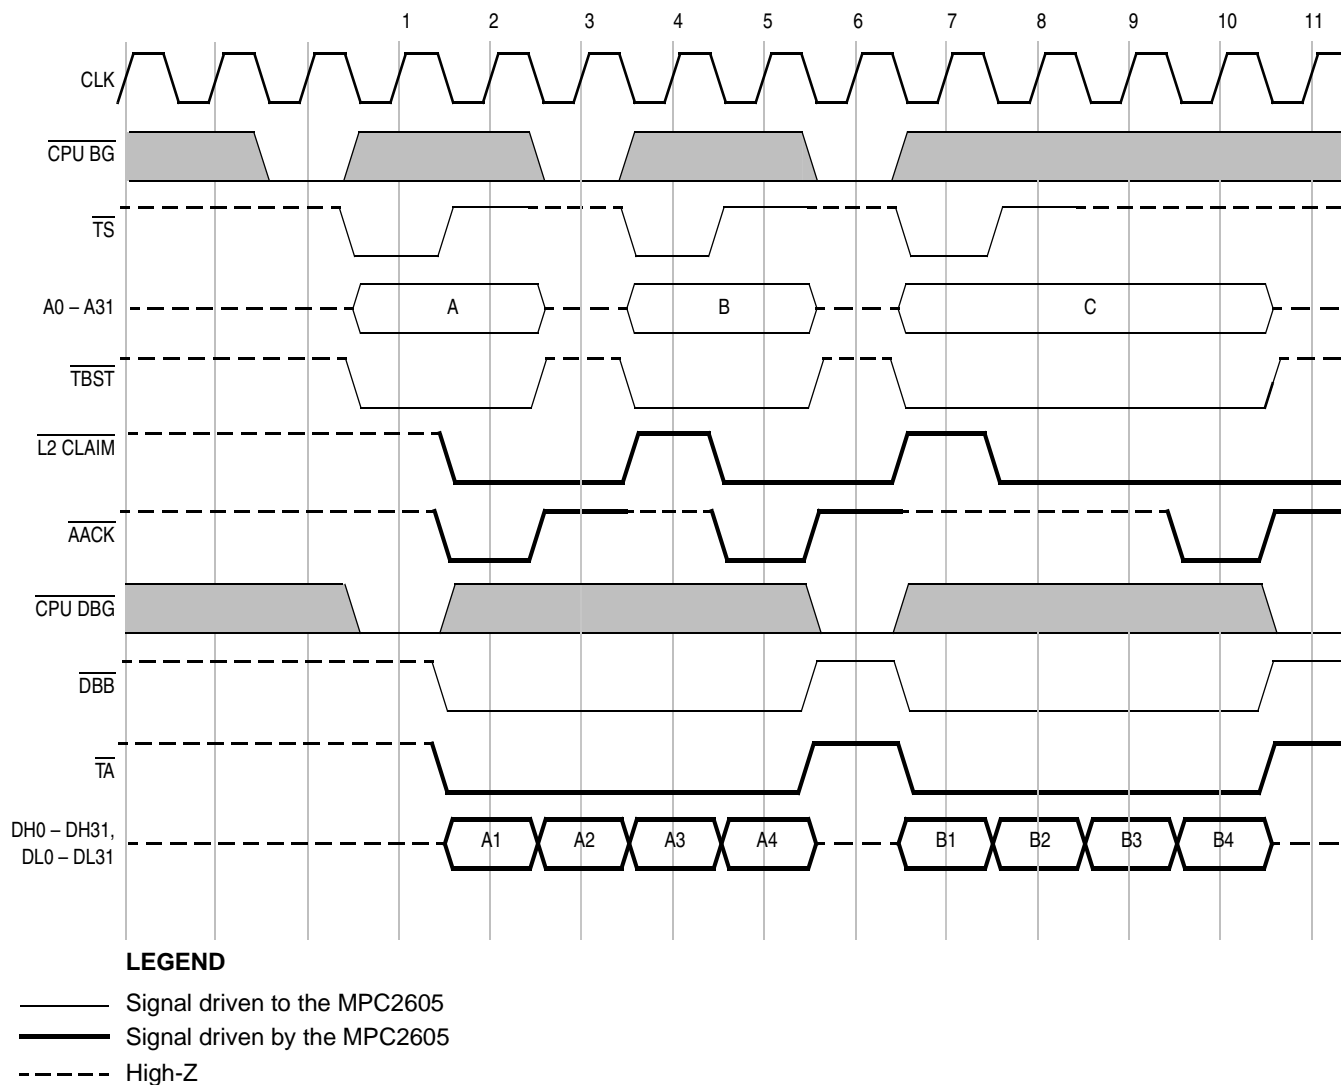 1 2 3 4 5 6 7 8 9 10 11
CLK
CPU BG
TS
A0 – A31 A B C
TBST
L2 CLAIM
AACK
CPU DBG
DBB
TA
DH0 – DH31,
DL0 – DL31
A1 A2 A3 A4 B1 B2 B3 B4
LEGEND
Signal driven to the MPC2605
Signal driven by the MPC2605
High-Z